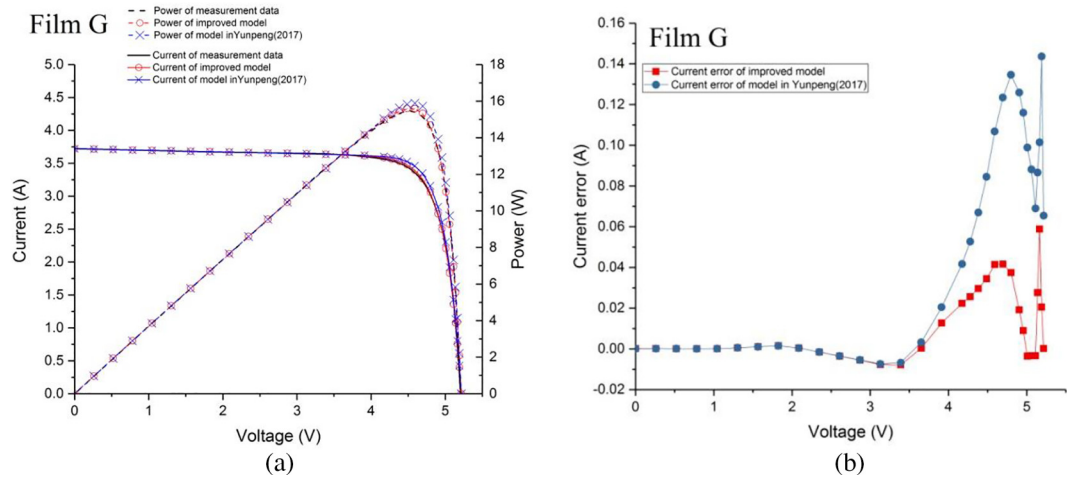 Film G
Power of measurement data
Power of improved model
Power of model inYunpeng(2017)
Current of measurement data
Current of improved model
Current of model inYunpeng(2017)
5.0
4.5
4.0
3.5
3.0
2.5
2.0
1.5
1.0
0.5
0.0
Current (A)
18
16
14
12
10
8
6
4
2
0
Power (W)
0 1 2 3 4 5
Voltage (V)
(a)
Film G
Current error of improved model
Current error of model in Yunpeng(2017)
0.16
0.14
0.12
0.10
0.08
0.06
0.04
0.02
0.00
-0.02
Current error (A)
0 1 2 3 4 5
Voltage (V)
(b)